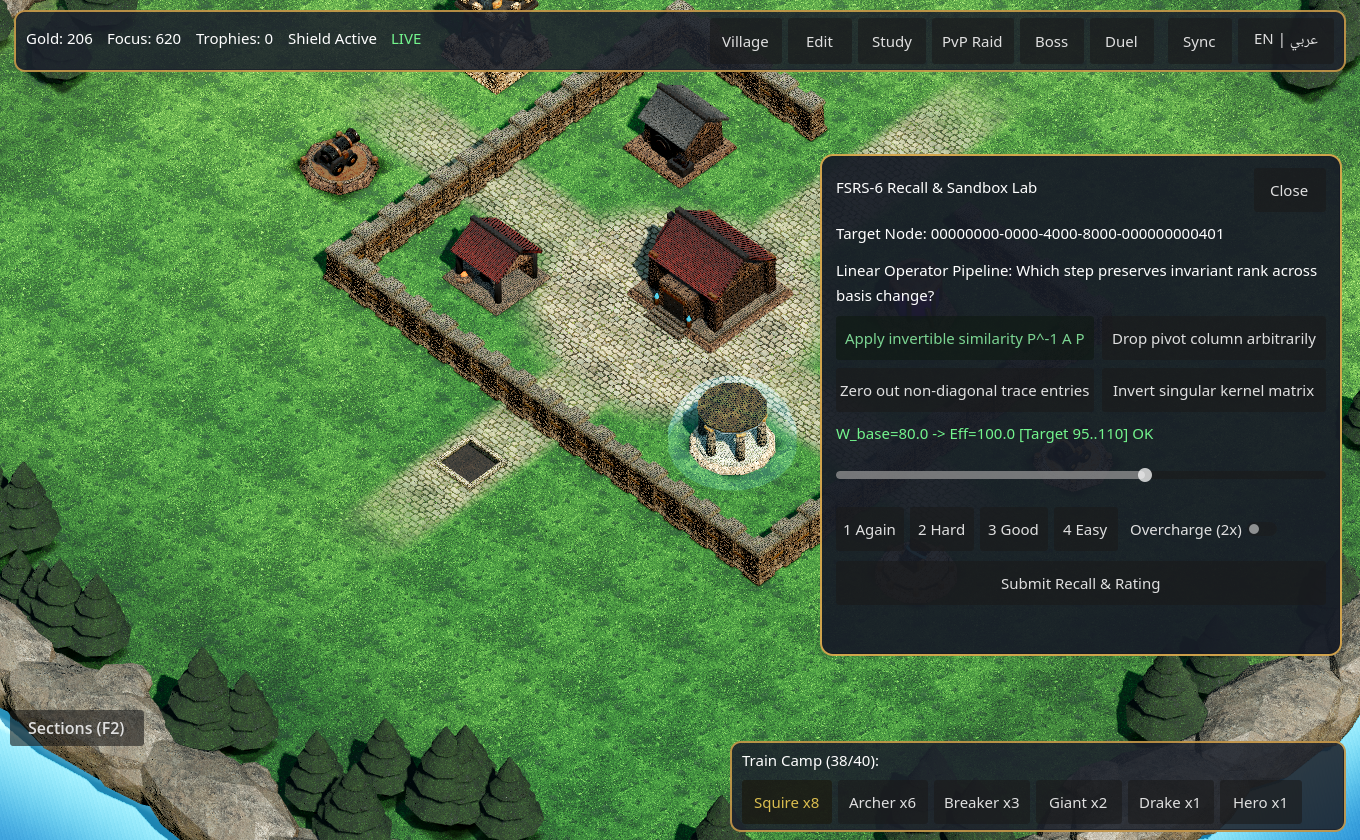 Gold: 206 Focus: 620 Trophies: 0 Shield Active LIVE Village Edit Study PvP Raid Boss Duel Sync EN | عربي
FSRS-6 Recall & Sandbox Lab Close
Target Node: 00000000-0000-4000-8000-000000000401
Linear Operator Pipeline: Which step preserves invariant rank across
basis change?
Apply invertible similarity P^-1 A P Drop pivot column arbitrarily
Zero out non-diagonal trace entries Invert singular kernel matrix
W_base=80.0 -> Eff=100.0 [Target 95..110] OK
1 Again 2 Hard 3 Good 4 Easy Overcharge (2x)
Submit Recall & Rating
Sections (F2)
Train Camp (38/40):
Squire x8 Archer x6 Breaker x3 Giant x2 Drake x1 Hero x1